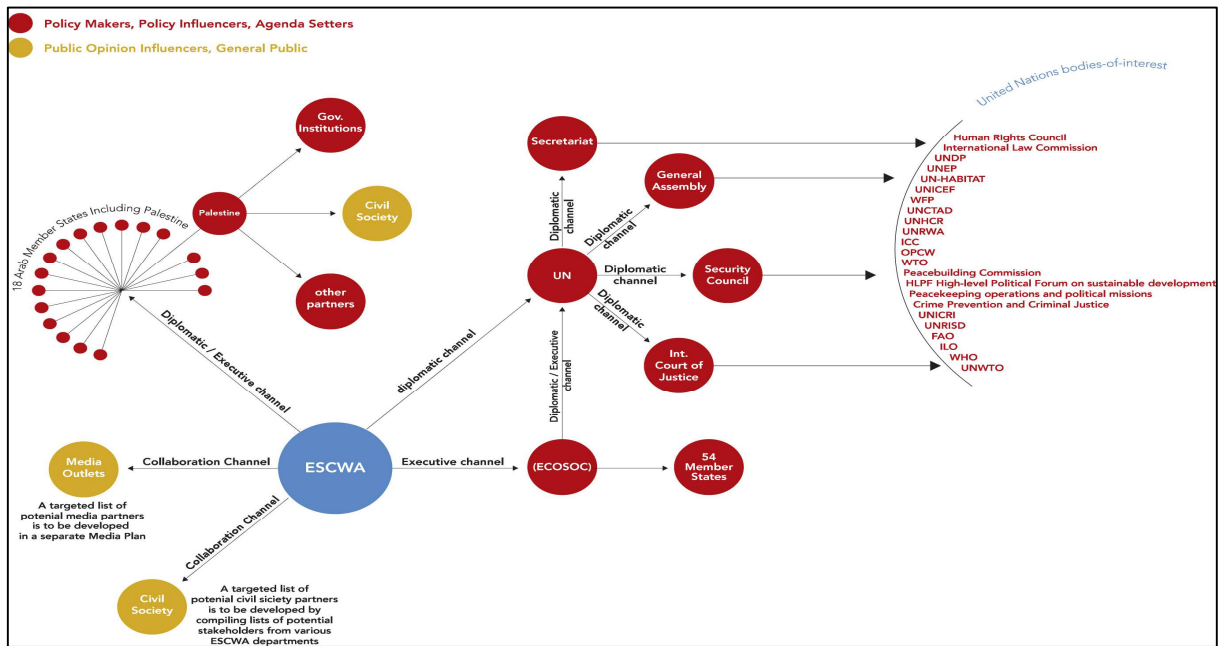 Policy Makers, Policy Influencers, Agenda Setters
Public Opinion Influencers, General Public
United Nations bodies-of-interest
Gov.
Institutions
Palestine
Civil
Society
other
partners
18 Arab Member States Including Palestine
Diplomatic / Executive channel
Secretariat
Diplomatic
channel
General
Assembly
Diplomatic
channel
UN
Diplomatic
channel
Security
Council
Diplomatic
channel
Int.
Court of
Justice
Diplomatic / Executive
channel
diplomatic channel
Human Rights Council
International Law Commission
UNDP
UNEP
UN-HABITAT
UNICEF
WFP
UNCTAD
UNHCR
UNRWA
ICC
OPCW
WTO
Peacebuilding Commission
HLPF High-level Political Forum on sustainable development
Peacekeeping operations and political missions
Crime Prevention and Criminal Justice
UNICRI
UNRISD
FAO
ILO
WHO
UNWTO
Media
Outlets
Collaboration Channel
ESCWA
Executive channel
(ECOSOC)
54
Member
States
A targeted list of
potenial media partners
is to be developed
in a separate Media Plan
Collaboration Channel
Civil
Society
A targeted list of
potenial civil society partners
is to be developed by
compiling lists of potential
stakeholders from various
ESCWA departments